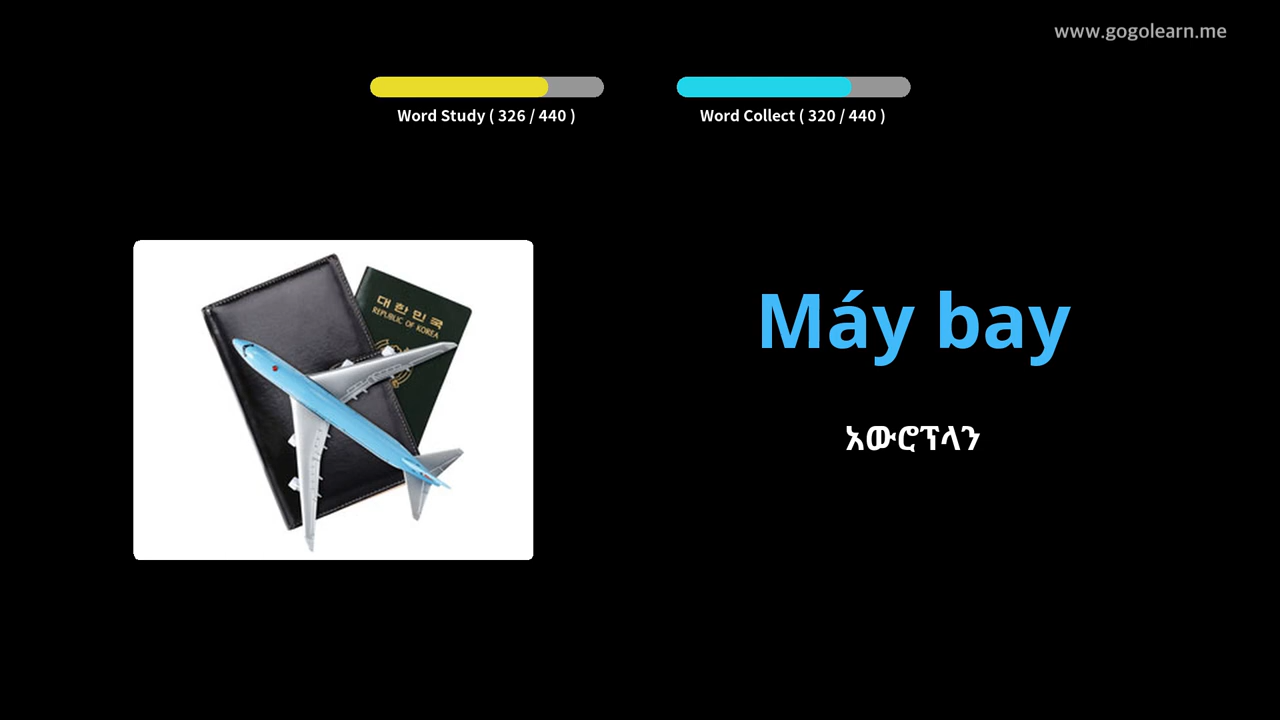 www.gogolearn.me
Word Study ( 326 / 440 )
Word Collect ( 320 / 440 )
대한민국
REPUBLIC OF KOREA
Máy bay
አውሮፕላን